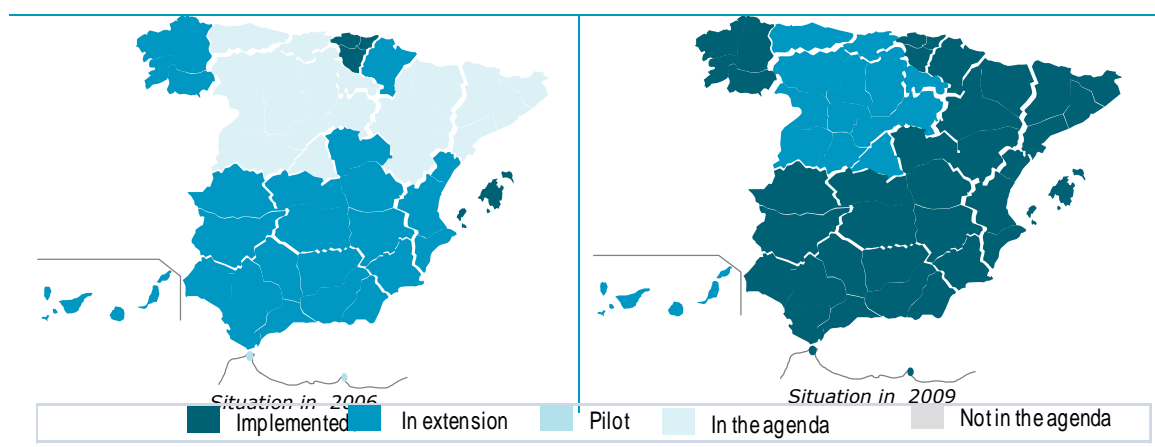 Situation in 2006
Situation in 2009
Implemented
In extension
Pilot
In the agenda
Not in the agenda